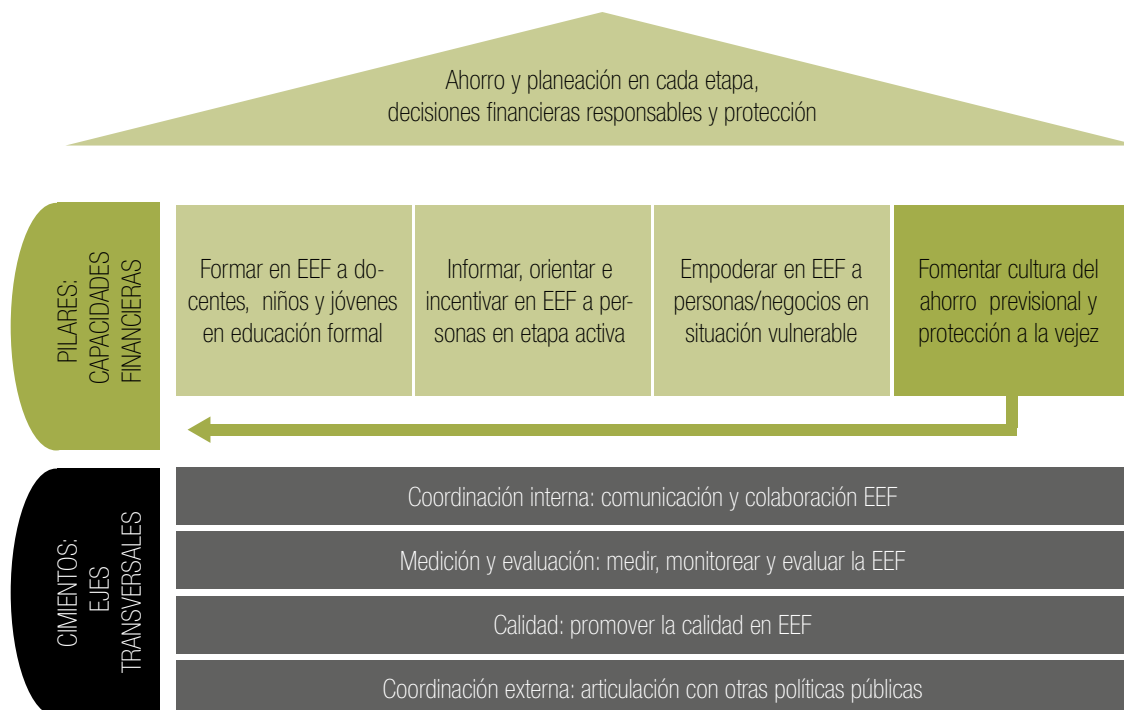 Ahorro y planeación en cada etapa,
decisiones financieras responsables y protección
PILARES:
CAPACIDADES
FINANCIERAS
Formar en EEF a do-
centes, niños y jóvenes
en educación formal
Informar, orientar e
incentivar en EEF a per-
sonas en etapa activa
Empoderar en EEF a
personas/negocios en
situación vulnerable
Fomentar cultura del
ahorro previsional y
protección a la vejez
CIMIENTOS:
EJES
TRANSVERSALES
Coordinación interna: comunicación y colaboración EEF
Medición y evaluación: medir, monitorear y evaluar la EEF
Calidad: promover la calidad en EEF
Coordinación externa: articulación con otras políticas públicas